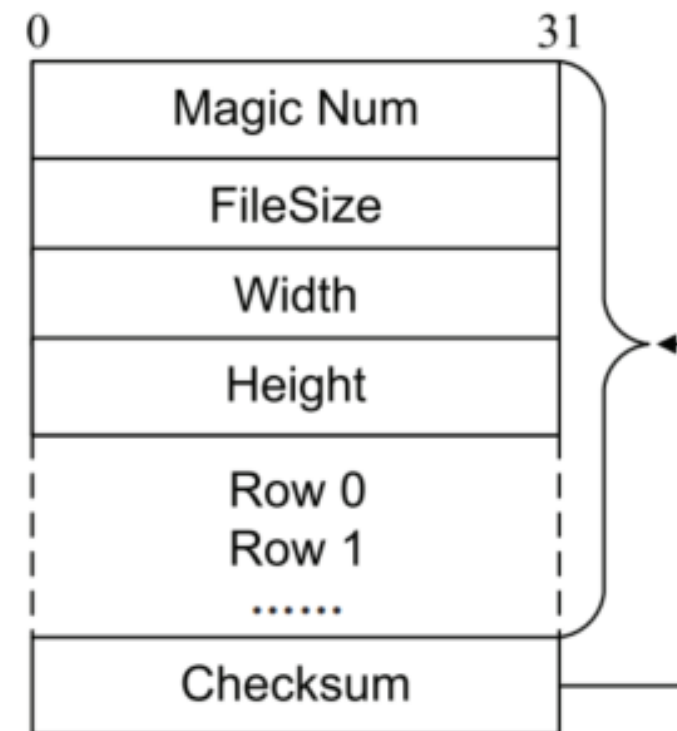 0 31
Magic Num
FileSize
Width
Height
Row 0
Row 1
......
Checksum